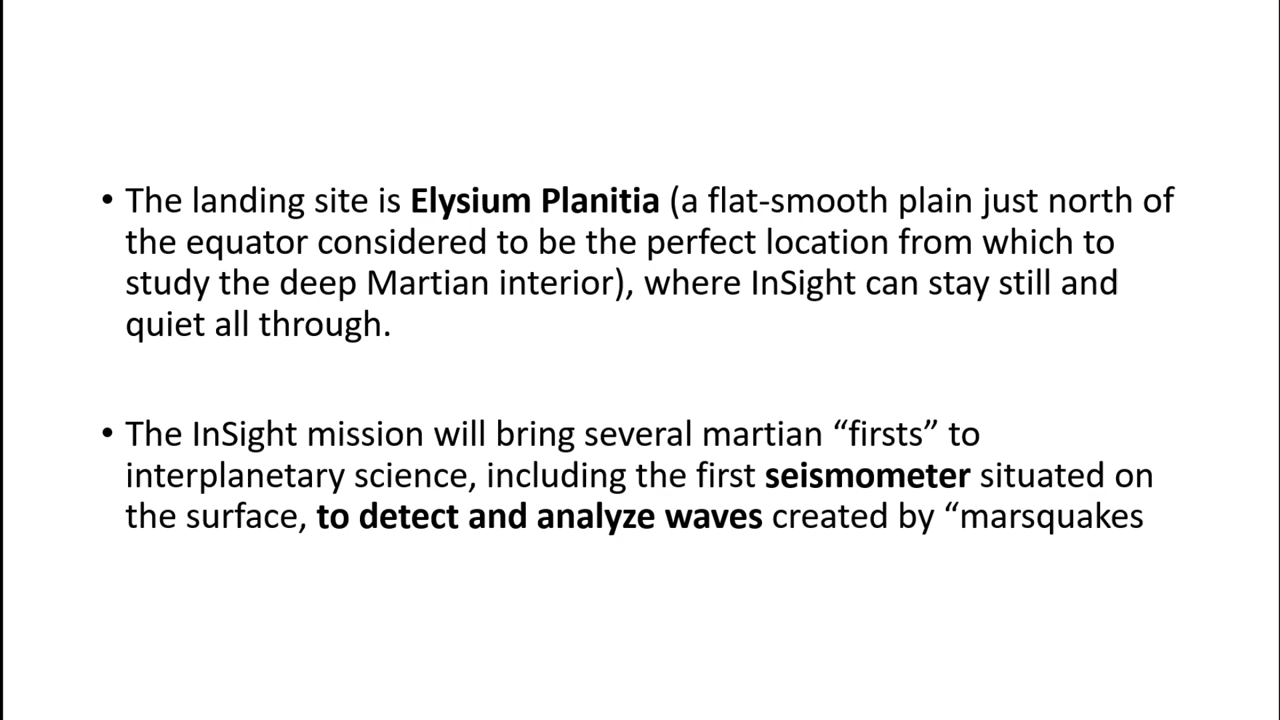 • The landing site is Elysium Planitia (a flat-smooth plain just north of
the equator considered to be the perfect location from which to
study the deep Martian interior), where InSight can stay still and
quiet all through.
• The InSight mission will bring several martian “firsts” to
interplanetary science, including the first seismometer situated on
the surface, to detect and analyze waves created by “marsquakes